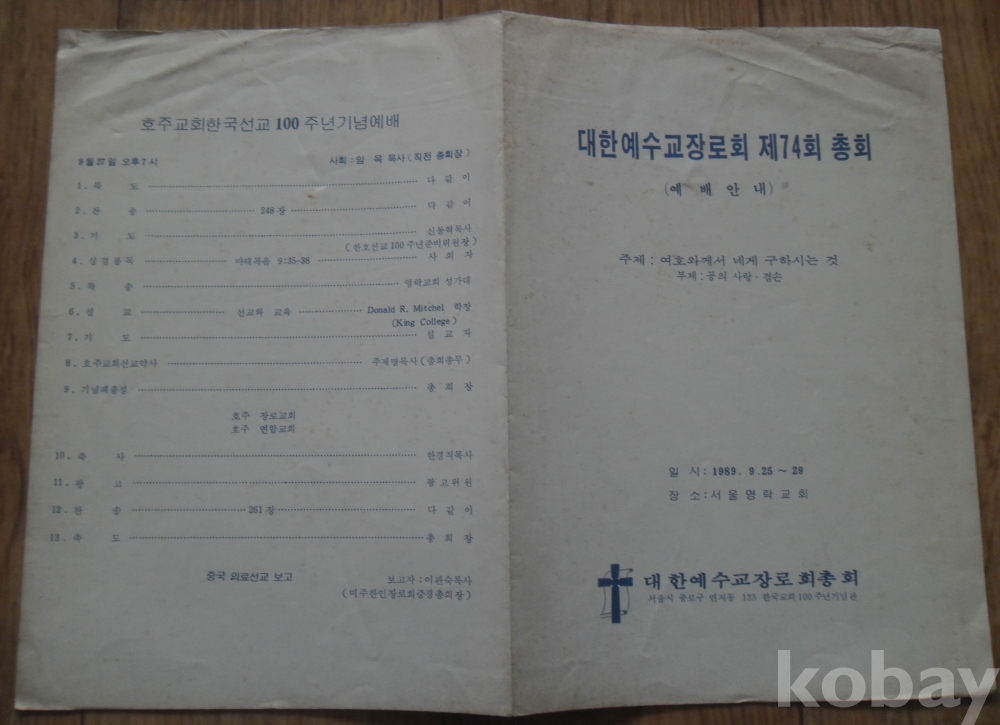 호주교회한국선교 100 주년기념예배
9월 27일 오후 7시 사회 : 임 옥 목사 ( 직전 총회장 )
1. 묵 도 다 같 이
2. 찬 송 248 장 다 같 이
3. 기 도 신동혁목사
( 한호선교 100 주년준비위원장 )
4. 성경봉독 마태복음 9:35-38 사 회 자
5. 특 송 영락교회 성가대
6. 설 교 선교와 교육 Donald R. Mitchel 학장
(King College)
7. 기 도 설 교 자
8. 호주교회선교약사 목사 ( 총회총무 )
9. 기념패증정 총 회 장
호주 장로교회
호주 연합교회
10. 축 사 한경직목사
11. 광 고 광고위원
12. 찬 송 261 장 다 같 이
13. 축 도 총 회 장
중국 의료선교 보고 보고자 : 이관숙목사
( 미주한인장로회증경총회장 )
대한예수교장로회 제74회 총회
( 예 배 안 내 )
주제 : 여호와께서 네게 구하시는 것
부제 : 공의 사랑 · 겸손
일 시 : 1989. 9. 25 ~ 29
장 소 : 서울영락교회
대한예수교장로회총회
서울시 종로구 연지동 135 한국교회 100 주년기념관
kobay